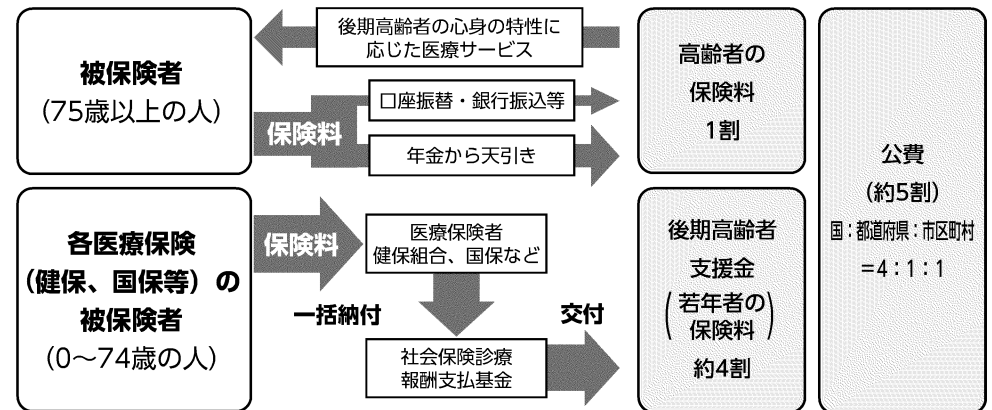 被保険者
(75歳以上の人)
後期高齢者の心身の特性に
応じた医療サービス
保険料
口座振替・銀行振込等
年金から天引き
高齢者の
保険料
1割
各医療保険
(健保、国保等)の
被保険者
(0〜74歳の人)
保険料
医療保険者
健保組合、国保など
一括納付
社会保険診療
報酬支払基金
交付
後期高齢者
支援金
(若年者の
保険料)
約4割
公費
(約5割)
国:都道府県:市区町村
=4:1:1